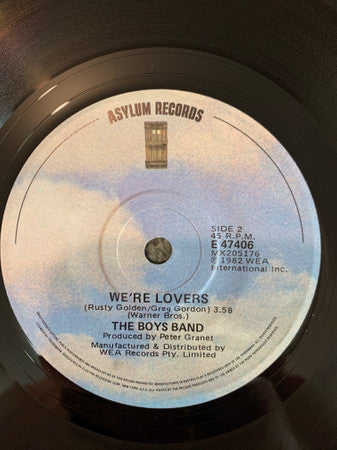 ASYLUM RECORDS
SIDE 2
45 R.P.M.
E 47406
MX205176
℗ 1982 WEA
International Inc.
WE'RE LOVERS
(Rusty Golden/Greg Gordon) 3.58
(Warner Bros.)
THE BOYS BAND
Produced by Peter Granet
Manufactured & Distributed by
WEA Records Pty. Limited